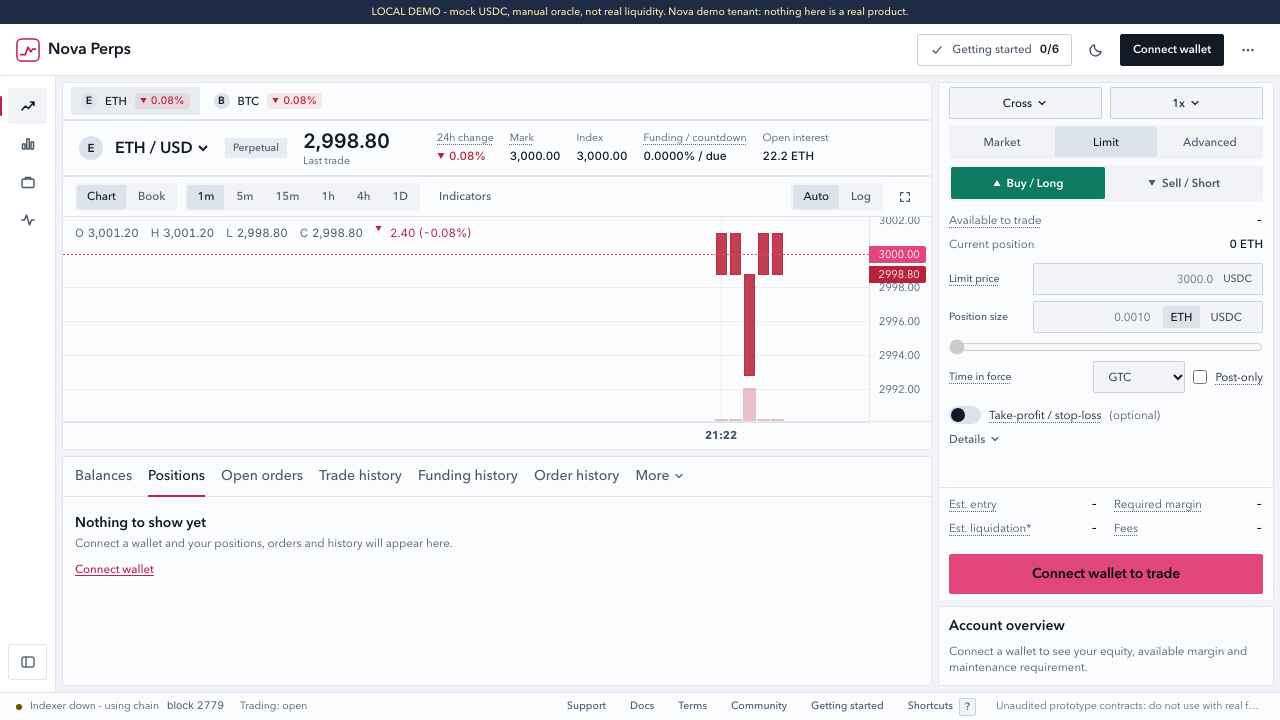 LOCAL DEMO - mock USDC, manual oracle, not real liquidity. Nova demo tenant: nothing here is a real product.
Nova Perps
Getting started 0/6
Connect wallet
E ETH 0.08%
B BTC 0.08%
E ETH / USD Perpetual
2,998.80
Last trade
24h change
0.08%
Mark
3,000.00
Index
3,000.00
Funding / countdown
0.0000% / due
Open interest
22.2 ETH
Chart Book 1m 5m 15m 1h 4h 1D Indicators Auto Log
O 3,001.20 H 3,001.20 L 2,998.80 C 2,998.80 2.40 (-0.08%)
3002.00
3000.00
2998.80
2998.00
2996.00
2994.00
2992.00
21:22
Balances Positions Open orders Trade history Funding history Order history More
Nothing to show yet
Connect a wallet and your positions, orders and history will appear here.
Connect wallet
Cross 1x
Market Limit Advanced
Buy / Long Sell / Short
Available to trade -
Current position 0 ETH
Limit price 3000.0 USDC
Position size 0.0010 ETH USDC
Time in force GTC Post-only
Take-profit / stop-loss (optional)
Details
Est. entry - Required margin -
Est. liquidation* - Fees -
Connect wallet to trade
Account overview
Connect a wallet to see your equity, available margin and
maintenance requirement.
Indexer down - using chain block 2779 Trading: open
Support Docs Terms Community Getting started Shortcuts ? Unaudited prototype contracts: do not use with real f…